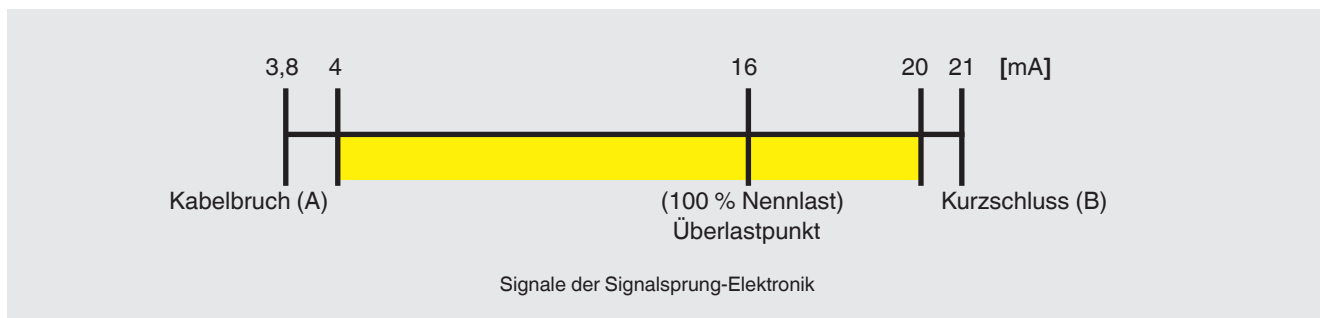 3,8 4 16 20 21 [mA]
Kabelbruch (A) (100 % Nennlast) Kurzschluss (B)
Überlastpunkt
Signale der Signalsprung-Elektronik